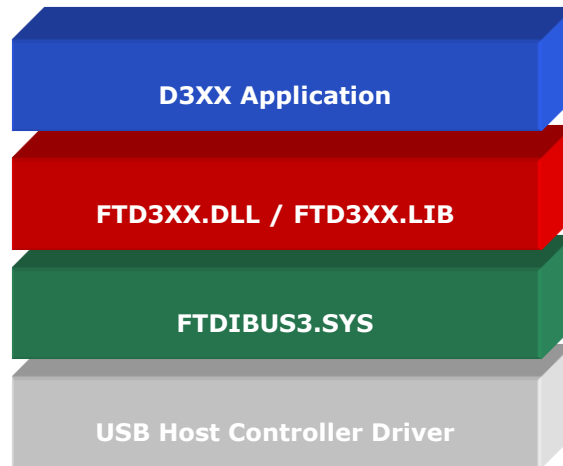 D3XX Application
FTD3XX.DLL / FTD3XX.LIB
FTDIBUS3.SYS
USB Host Controller Driver